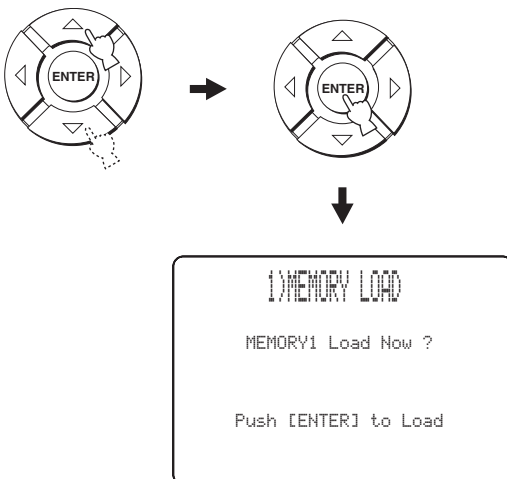 ENTER
ENTER
1)MEMORY LOAD
MEMORY1 Load Now ?
Push [ENTER] to Load